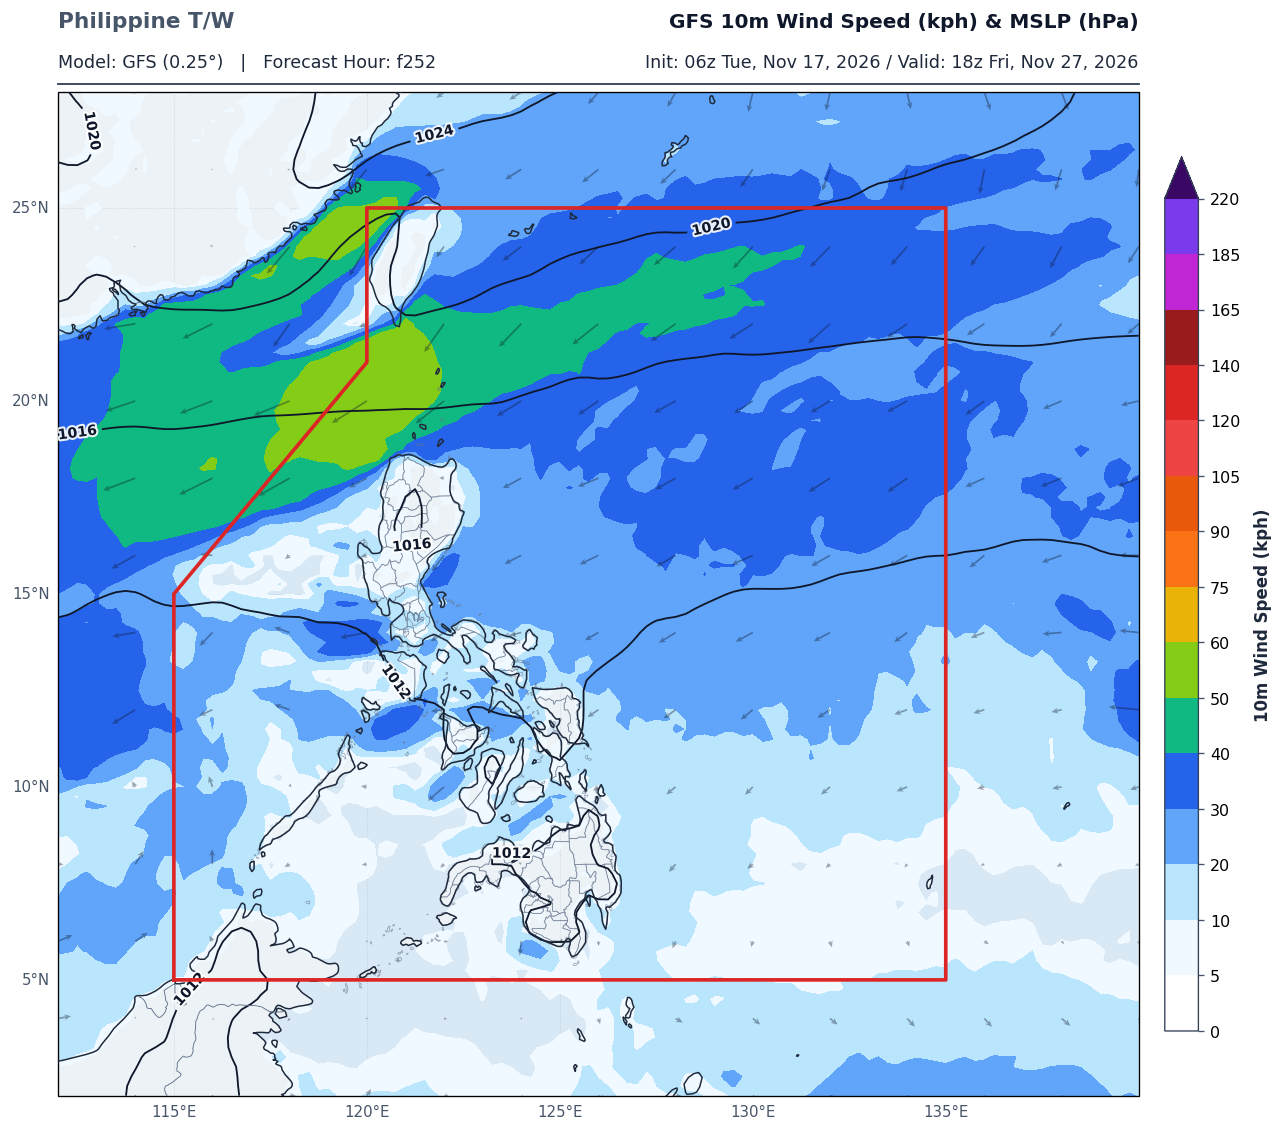 Philippine T/W
GFS 10m Wind Speed (kph) & MSLP (hPa)
Model: GFS (0.25°)   |   Forecast Hour: f252
Init: 06z Tue, Nov 17, 2026 / Valid: 18z Fri, Nov 27, 2026
1020
1024
1020
1016
1016
1012
1012
1012
25°N
20°N
15°N
10°N
5°N
115°E
120°E
125°E
130°E
135°E
220
185
165
140
120
105
90
75
60
50
40
30
20
10
5
0
10m Wind Speed (kph)